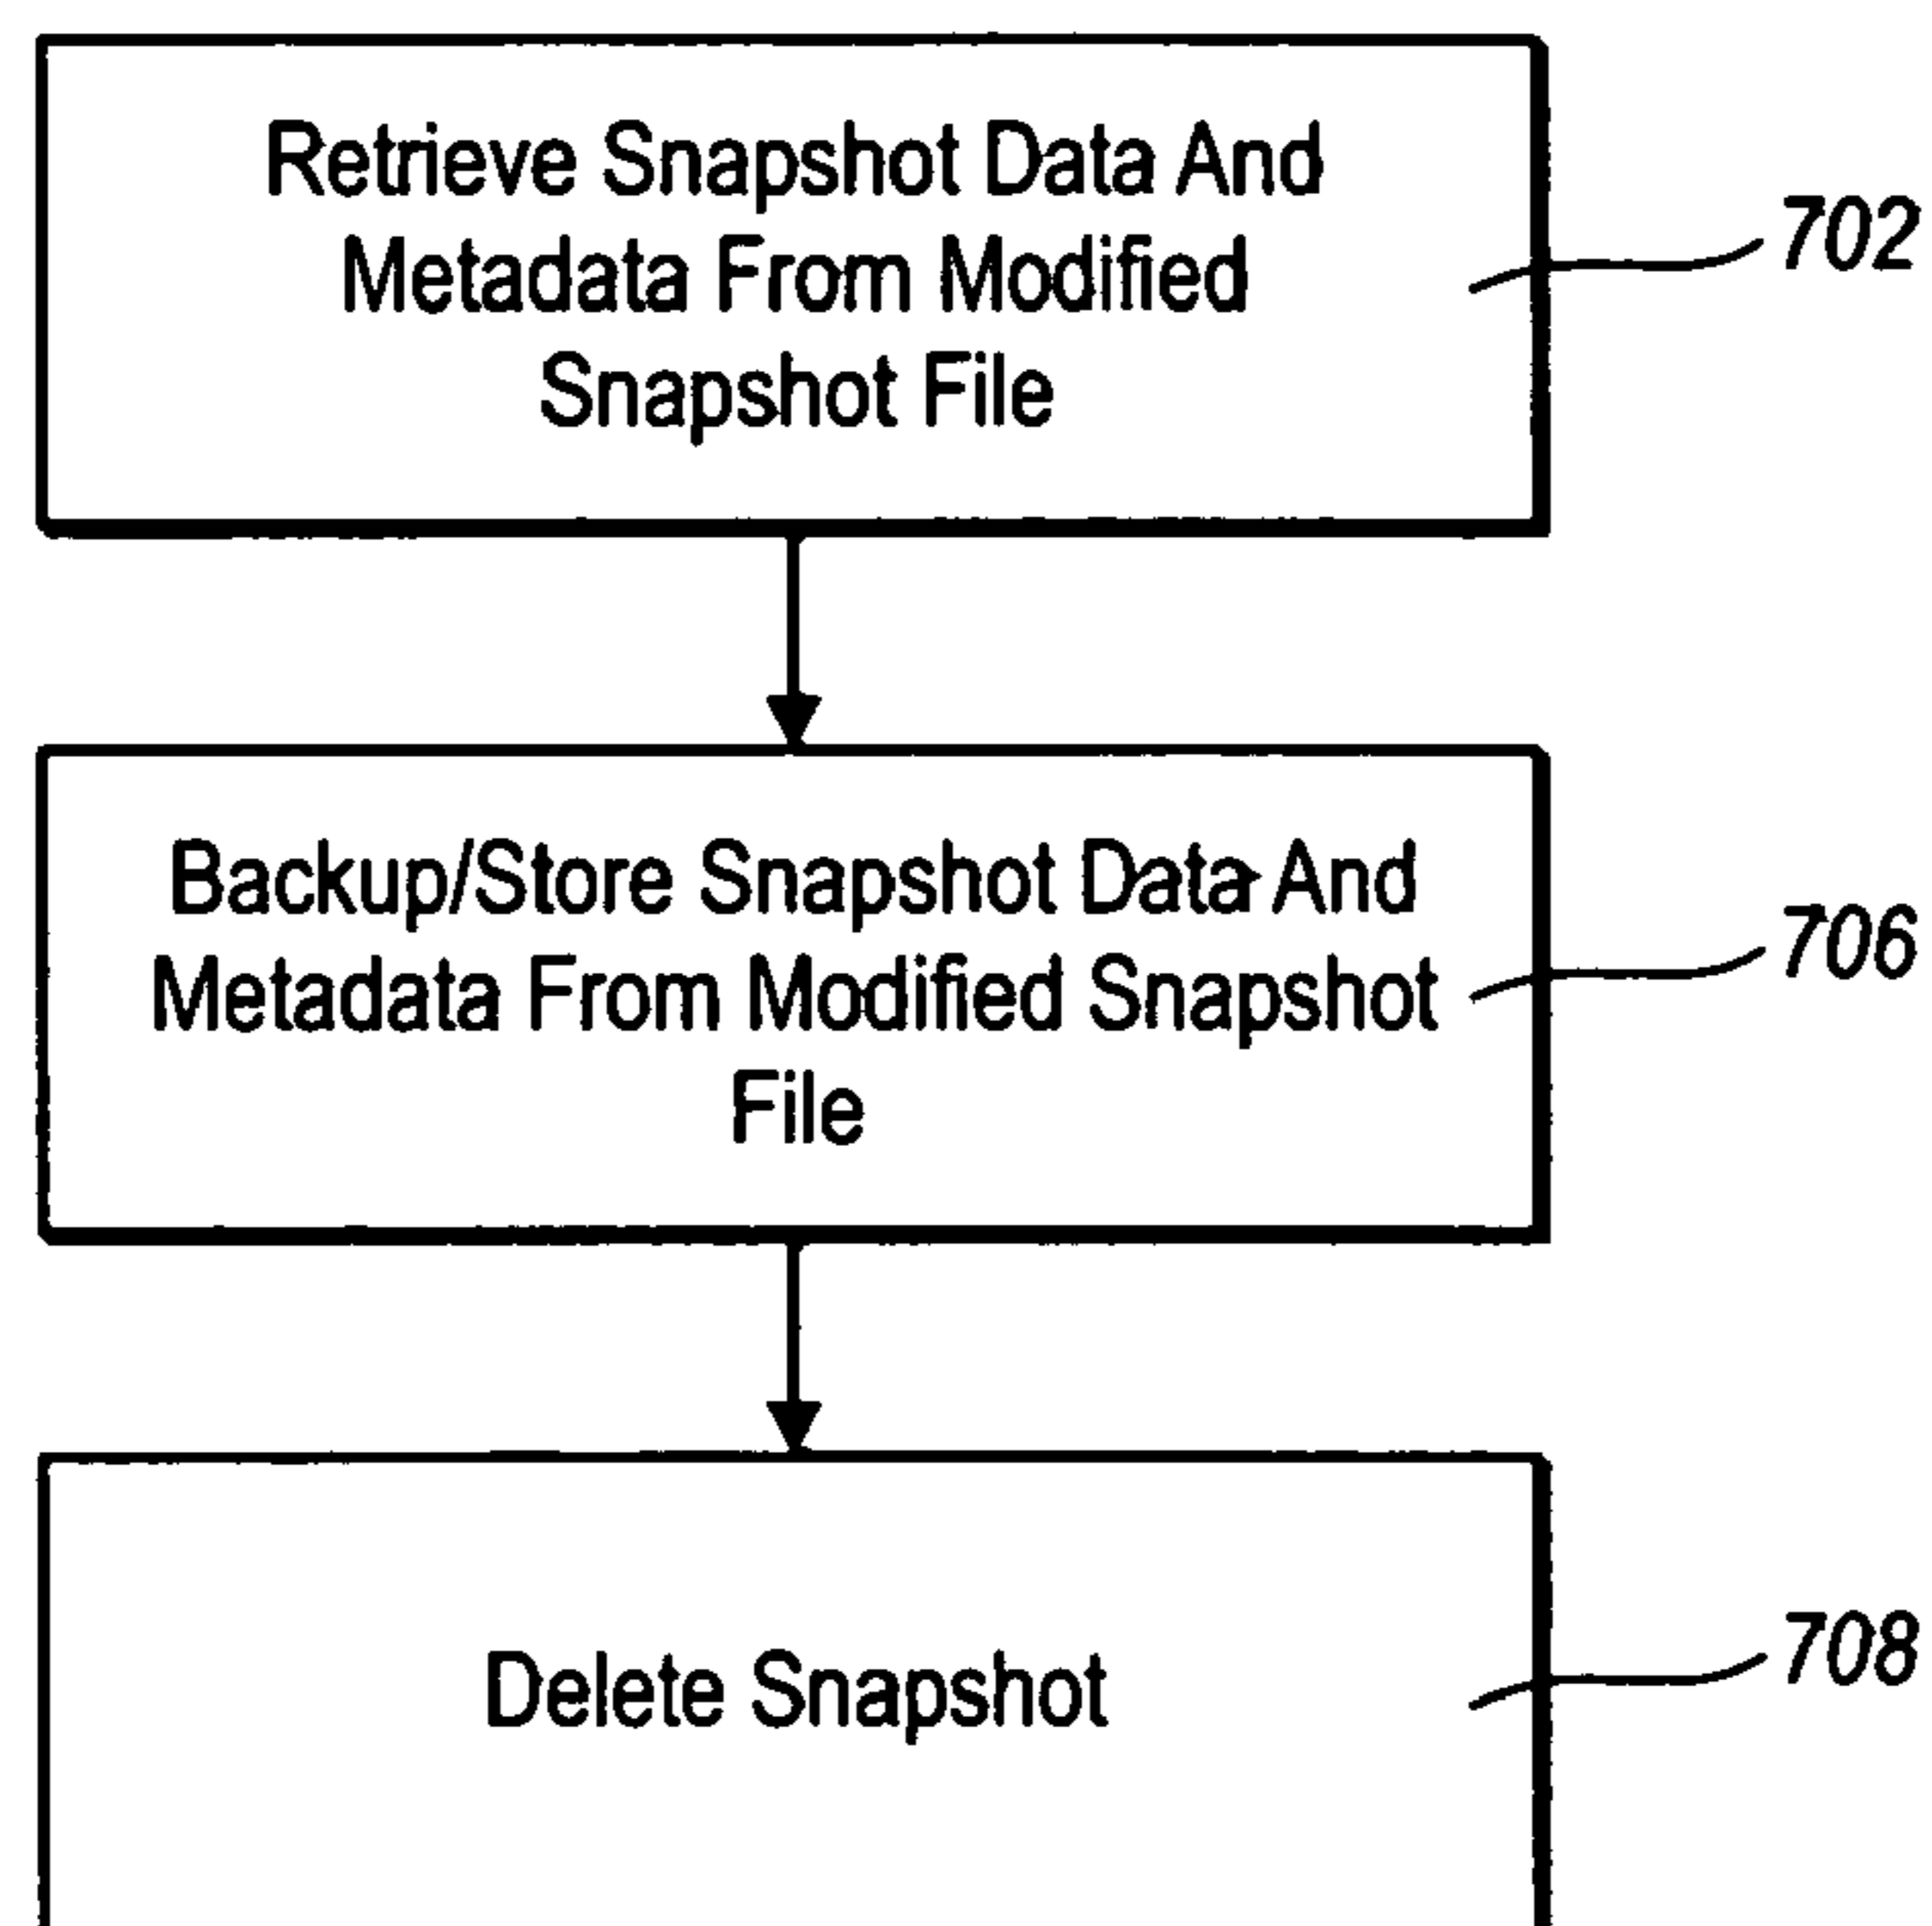 Retrieve Snapshot Data And
Metadata From Modified
Snapshot File
702
Backup/Store Snapshot Data And
Metadata From Modified Snapshot
File
706
Delete Snapshot
708